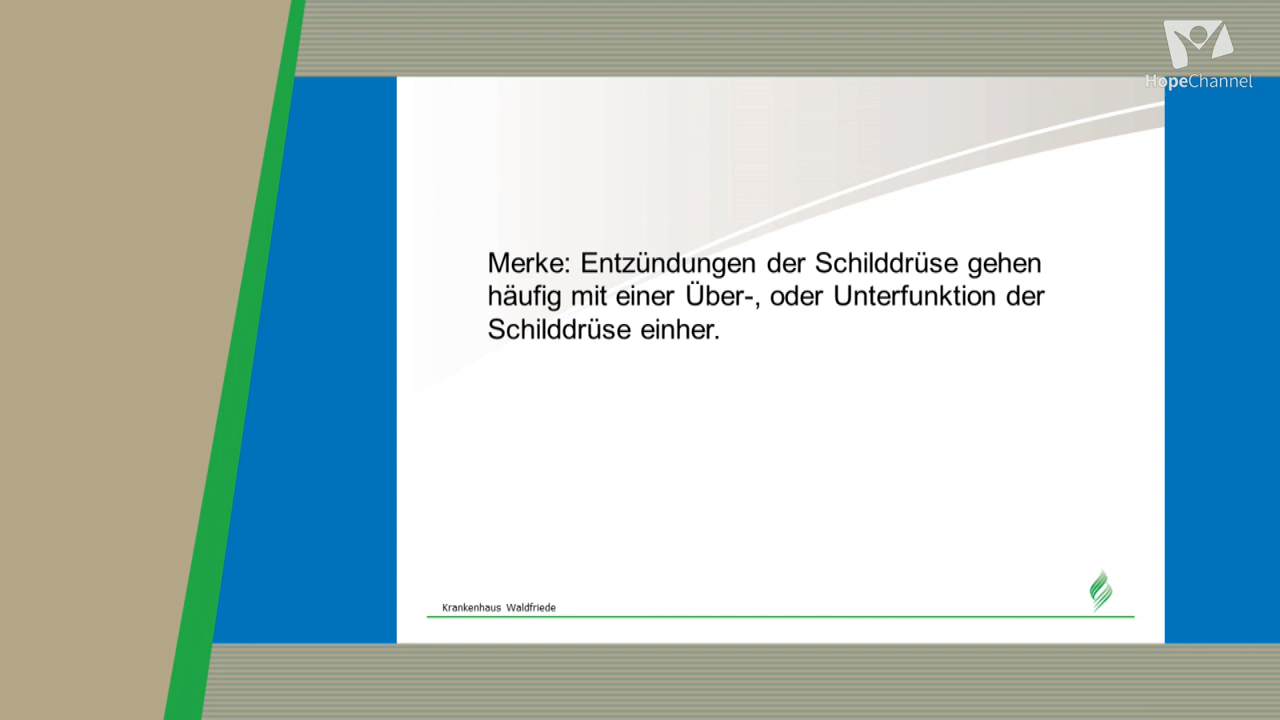 HopeChannel
Merke: Entzündungen der Schilddrüse gehen
häufig mit einer Über-, oder Unterfunktion der
Schilddrüse einher.
Krankenhaus Waldfriede